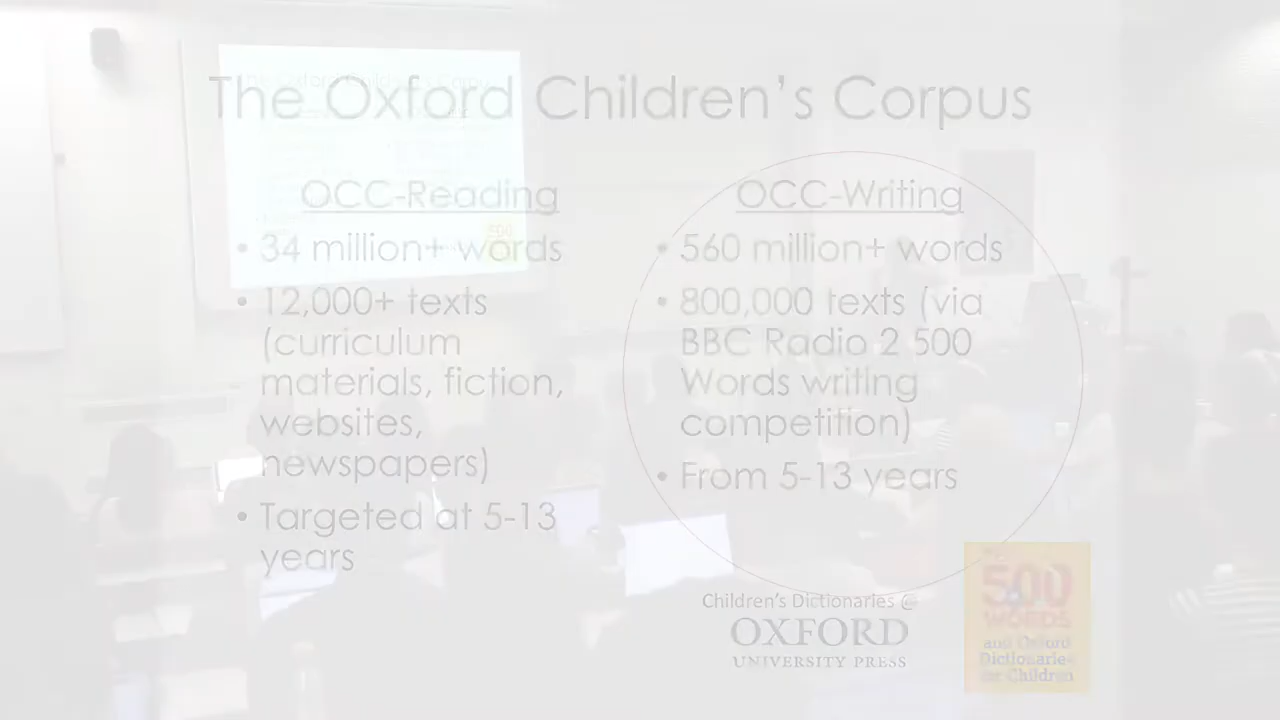 The Oxford Children's Corpus
OCC-Reading
• 34 million+ words
• 12,000+ texts
(curriculum
materials, fiction,
websites,
newspapers)
• Targeted at 5-13
years
OCC-Writing
• 560 million+ words
• 800,000 texts (via
BBC Radio 2 500
Words writing
competition)
• From 5-13 years
Children's Dictionaries @
OXFORD
UNIVERSITY PRESS
500
WORDS
and Oxford
Dictionaries
for Children